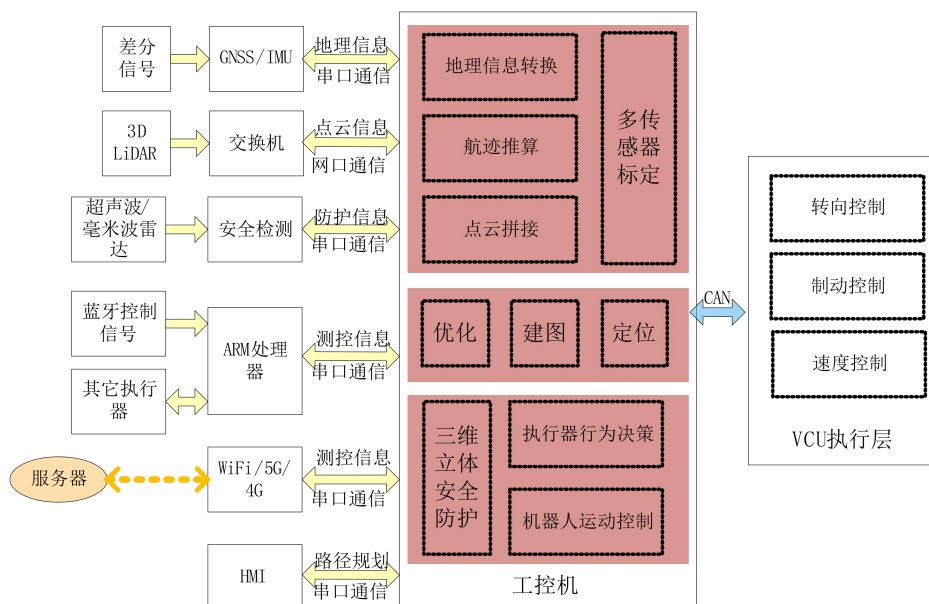 差分
信号
GNSS/IMU
地理信息
串口通信
3D
LiDAR
交换机
点云信息
网口通信
超声波/
毫米波雷
达
安全检测
防护信息
串口通信
蓝牙控制
信号
其它执行
器
ARM处理
器
测控信息
串口通信
服务器
WiFi/5G/
4G
测控信息
串口通信
HMI
路径规划
串口通信
地理信息转换
航迹推算
点云拼接
多传
感器
标定
优化
建图
定位
三维
立体
安全
防护
执行器行为决策
机器人运动控制
工控机
CAN
转向控制
制动控制
速度控制
VCU执行层